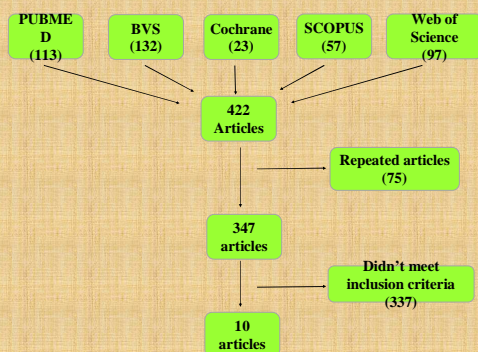 PUBMED
D
(113)
BVS
(132)
Cochrane
(23)
SCOPUS
(57)
Web of
Science
(97)
422
Articles
Repeated articles
(75)
347
articles
Didn't meet
inclusion criteria
(337)
10
articles